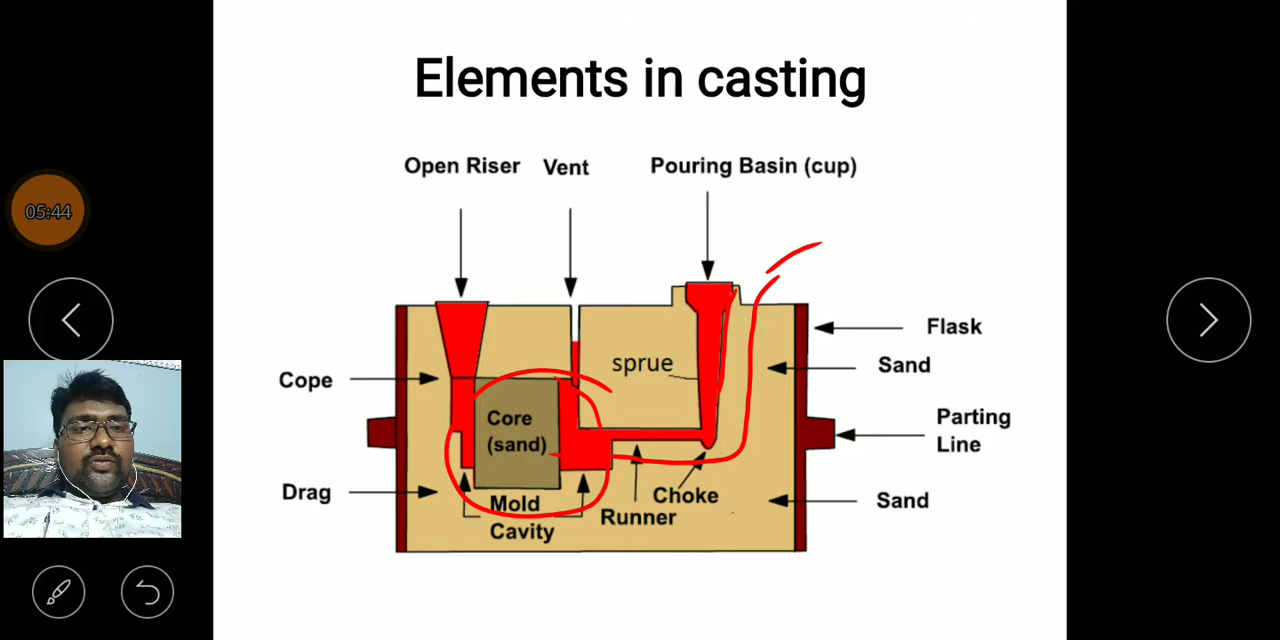 Elements in casting
Open Riser
Vent
Pouring Basin (cup)
05:44
Flask
sprue
Sand
Cope
Core
(sand)
Parting
Line
Drag
Mold
Cavity
Choke
Runner
Sand